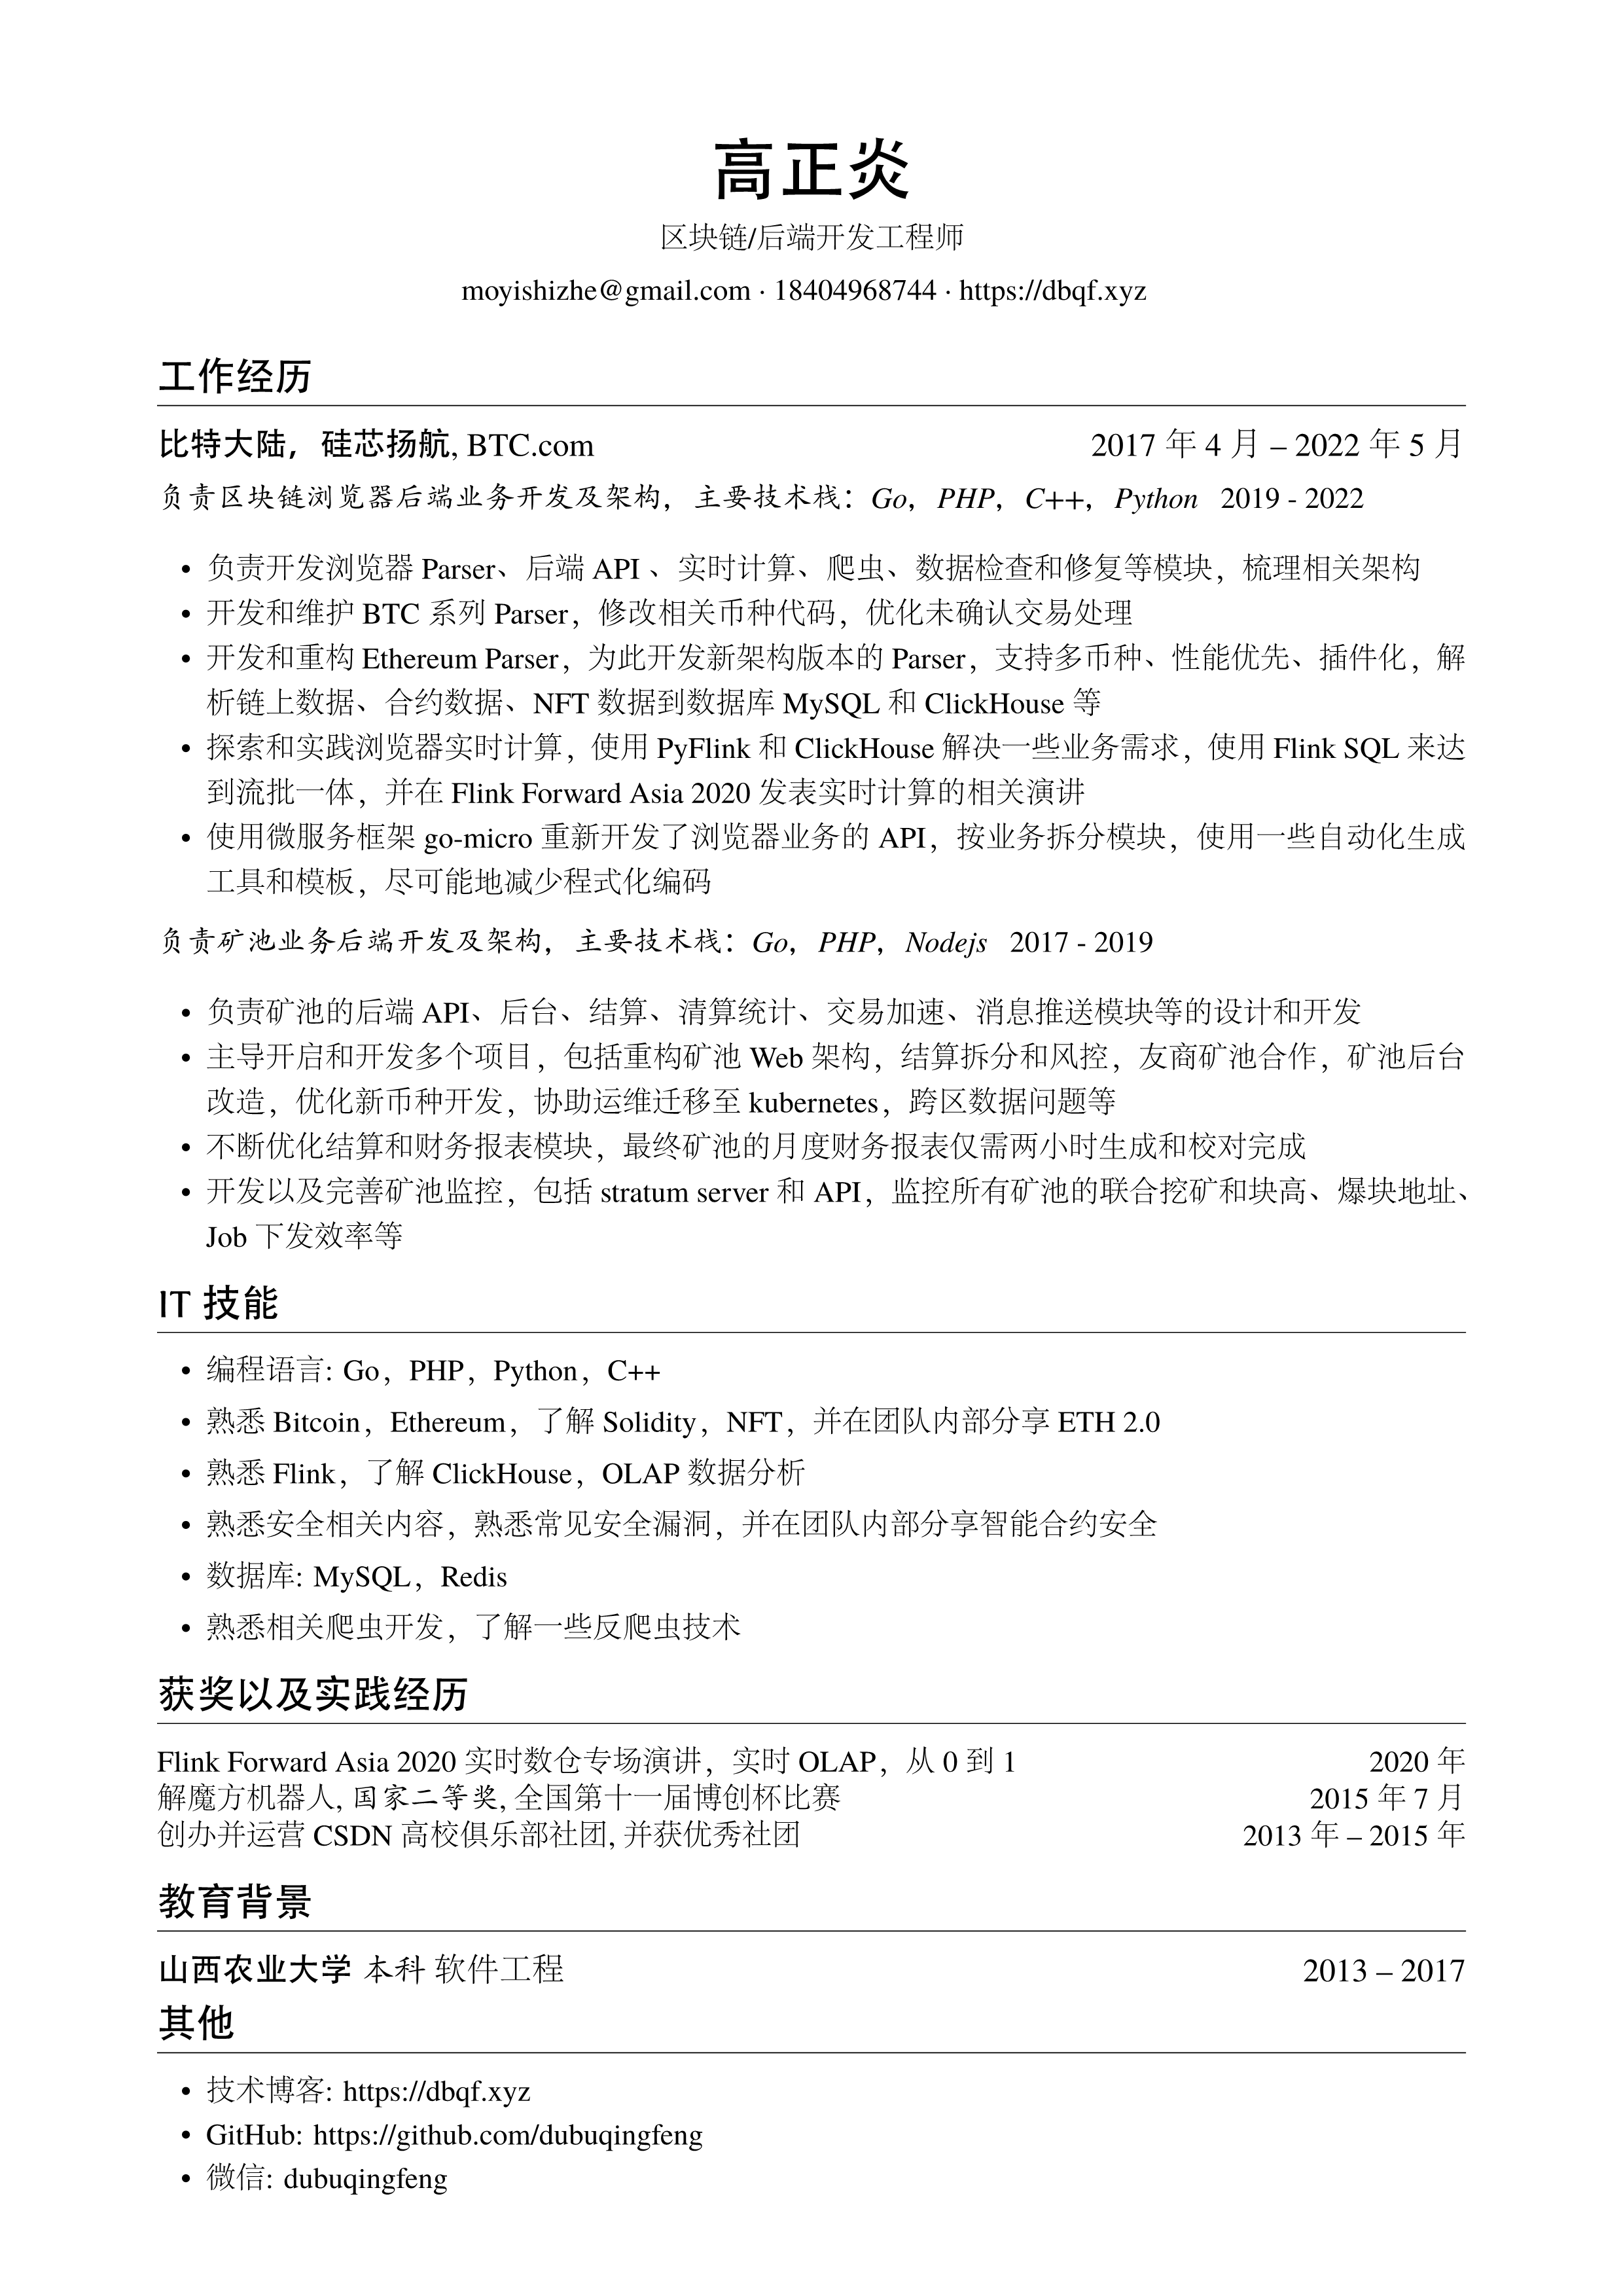 高正炎
区块链/后端开发工程师
moyishizhe@gmail.com · 18404968744 · https://dbqf.xyz
工作经历
比特大陆，硅芯扬航, BTC.com 2017 年 4 月 – 2022 年 5 月
负责区块链浏览器后端业务开发及架构，主要技术栈：Go，PHP，C++，Python 2019 - 2022
• 负责开发浏览器 Parser、后端 API 、实时计算、爬虫、数据检查和修复等模块，梳理相关架构
• 开发和维护 BTC 系列 Parser，修改相关币种代码，优化未确认交易处理
• 开发和重构 Ethereum Parser，为此开发新架构版本的 Parser，支持多币种、性能优先、插件化，解
析链上数据、合约数据、NFT 数据到数据库 MySQL 和 ClickHouse 等
• 探索和实践浏览器实时计算，使用 PyFlink 和 ClickHouse 解决一些业务需求，使用 Flink SQL 来达
到流批一体，并在 Flink Forward Asia 2020 发表实时计算的相关演讲
• 使用微服务框架 go-micro 重新开发了浏览器业务的 API，按业务拆分模块，使用一些自动化生成
工具和模板，尽可能地减少程式化编码
负责矿池业务后端开发及架构，主要技术栈：Go，PHP，Nodejs 2017 - 2019
• 负责矿池的后端 API、后台、结算、清算统计、交易加速、消息推送模块等的设计和开发
• 主导开启和开发多个项目，包括重构矿池 Web 架构，结算拆分和风控，友商矿池合作，矿池后台
改造，优化新币种开发，协助运维迁移至 kubernetes，跨区数据问题等
• 不断优化结算和财务报表模块，最终矿池的月度财务报表仅需两小时生成和校对完成
• 开发以及完善矿池监控，包括 stratum server 和 API，监控所有矿池的联合挖矿和块高、爆块地址、
Job 下发效率等
IT 技能
• 编程语言: Go，PHP，Python，C++
• 熟悉 Bitcoin，Ethereum，了解 Solidity，NFT，并在团队内部分享 ETH 2.0
• 熟悉 Flink，了解 ClickHouse，OLAP 数据分析
• 熟悉安全相关内容，熟悉常见安全漏洞，并在团队内部分享智能合约安全
• 数据库: MySQL，Redis
• 熟悉相关爬虫开发，了解一些反爬虫技术
获奖以及实践经历
Flink Forward Asia 2020 实时数仓专场演讲，实时 OLAP，从 0 到 1 2020 年
解魔方机器人, 国家二等奖, 全国第十一届博创杯比赛 2015 年 7 月
创办并运营 CSDN 高校俱乐部社团, 并获优秀社团 2013 年 – 2015 年
教育背景
山西农业大学 本科 软件工程 2013 – 2017
其他
• 技术博客: https://dbqf.xyz
• GitHub: https://github.com/dubuqingfeng
• 微信: dubuqingfeng